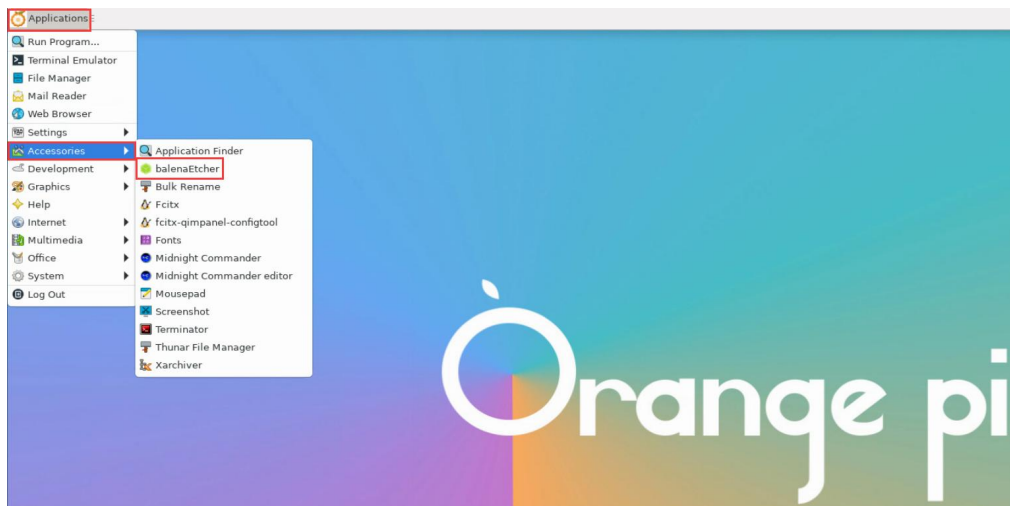 Applications
Run Program...
Terminal Emulator
File Manager
Mail Reader
Web Browser
Settings
Accessories
Development
Graphics
Help
Internet
Multimedia
Office
System
Log Out
Application Finder
balenaEtcher
Bulk Rename
Fcitx
fcitx-qimpanel-configtool
Fonts
Midnight Commander
Midnight Commander editor
Mousepad
Screenshot
Terminator
Thunar File Manager
Xarchiver
Orange pi